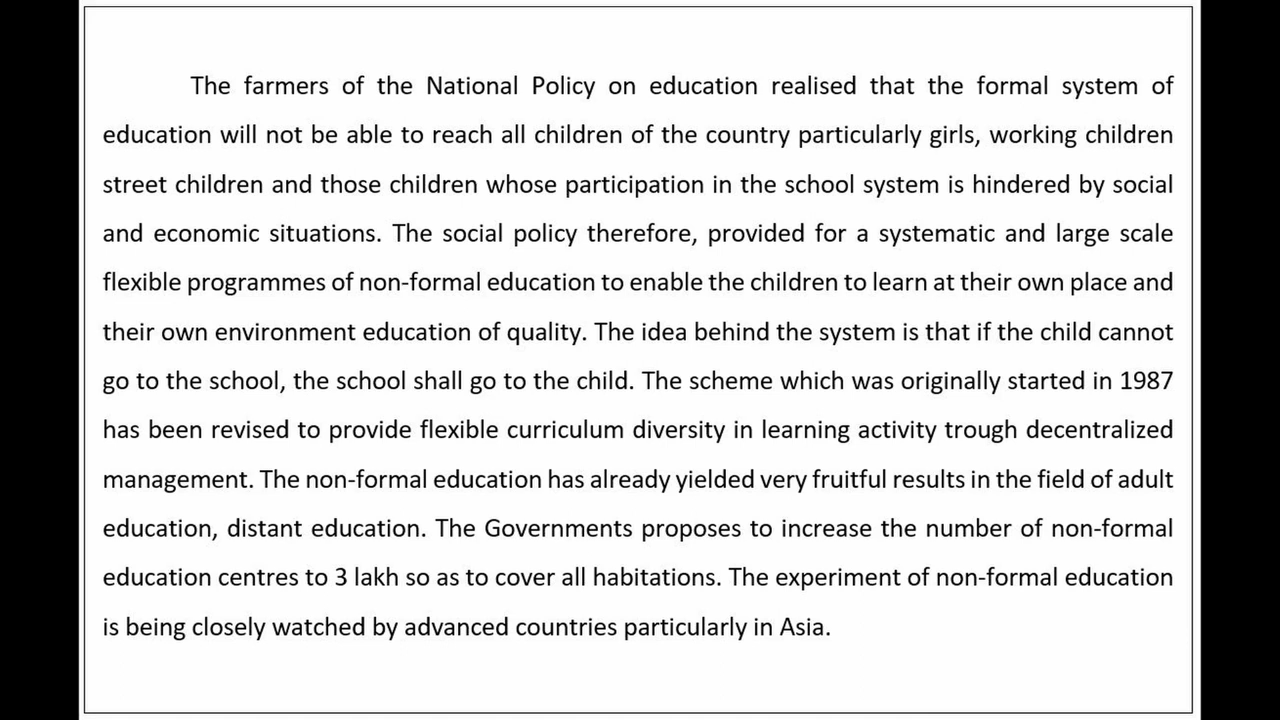 The farmers of the National Policy on education realised that the formal system of
education will not be able to reach all children of the country particularly girls, working children
street children and those children whose participation in the school system is hindered by social
and economic situations. The social policy therefore, provided for a systematic and large scale
flexible programmes of non-formal education to enable the children to learn at their own place and
their own environment education of quality. The idea behind the system is that if the child cannot
go to the school, the school shall go to the child. The scheme which was originally started in 1987
has been revised to provide flexible curriculum diversity in learning activity trough decentralized
management. The non-formal education has already yielded very fruitful results in the field of adult
education, distant education. The Governments proposes to increase the number of non-formal
education centres to 3 lakh so as to cover all habitations. The experiment of non-formal education
is being closely watched by advanced countries particularly in Asia.